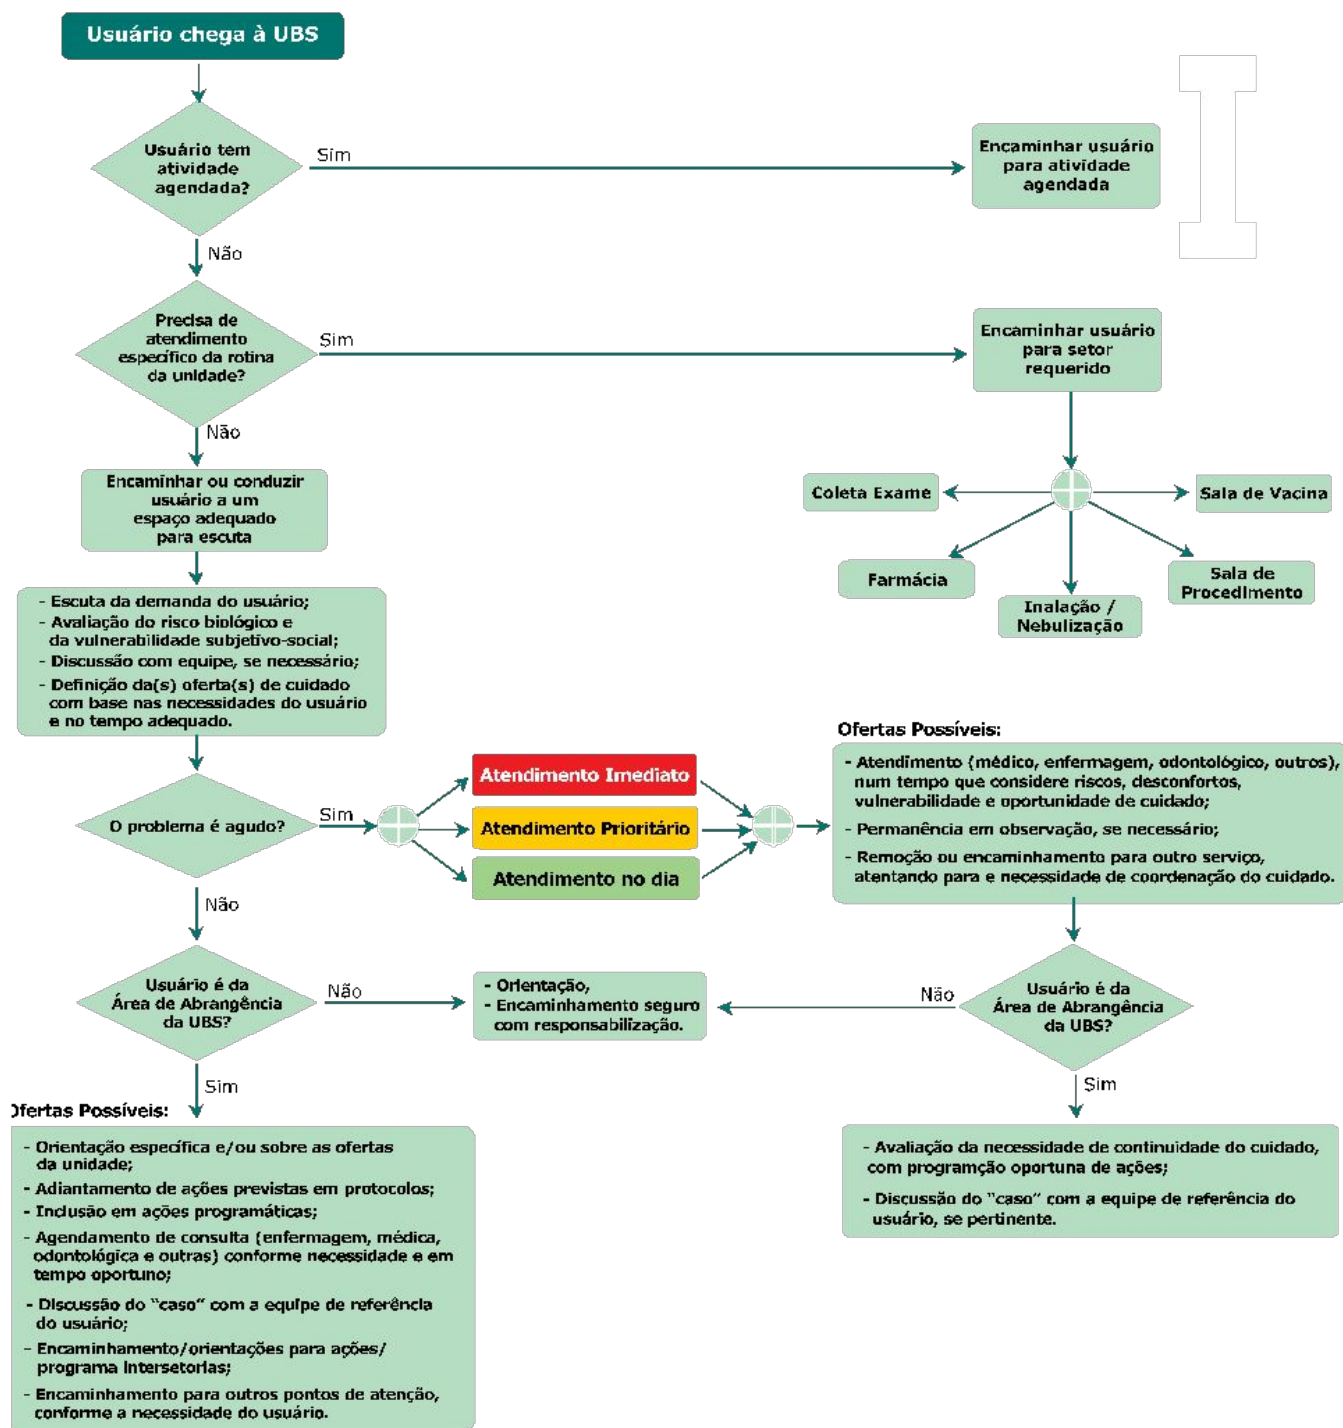 Usuário chega à UBS
Usuário tem
atividade
agendada?
Sim
Encaminhar usuário
para atividade
agendada
Não
Precisa de
atendimento
específico da rotina
da unidade?
Sim
Encaminhar usuário
para setor
requerido
Não
Encaminhar ou conduzir
usuário a um
espaço adequado
para escuta
Coleta Exame
Sala de Vacina
Farmácia
Sala de
Procedimento
Inalação /
Nebulização
- Escuta da demanda do usuário;
- Avaliação do risco biológico e
da vulnerabilidade subjetivo-social;
- Discussão com equipe, se necessário;
- Definição da(s) oferta(s) de cuidado
com base nas necessidades do usuário
e no tempo adequado.
O problema é agudo?
Sim
Atendimento Imediato
Atendimento Prioritário
Atendimento no dia
Ofertas Possíveis:
- Atendimento (médico, enfermagem, odontológico, outros),
num tempo que considere riscos, desconfortos,
vulnerabilidade e oportunidade de cuidado;
- Permanência em observação, se necessário;
- Remoção ou encaminhamento para outro serviço,
atentando para e necessidade de coordenação do cuidado.
Não
Usuário é da
Área de Abrangência
da UBS?
Não
- Orientação,
- Encaminhamento seguro
com responsabilização.
Não
Usuário é da
Área de Abrangência
da UBS?
Sim
Sim
Ofertas Possíveis:
- Orientação específica e/ou sobre as ofertas
da unidade;
- Adiantamento de ações previstas em protocolos;
- Inclusão em ações programáticas;
- Agendamento de consulta (enfermagem, médica,
odontológica e outras) conforme necessidade e em
tempo oportuno;
- Discussão do "caso" com a equipe de referência
do usuário;
- Encaminhamento/orientações para ações/
programa intersetorias;
- Encaminhamento para outros pontos de atenção,
conforme a necessidade do usuário.
- Avaliação da necessidade de continuidade do cuidado,
com programção oportuna de ações;
- Discussão do "caso" com a equipe de referência do
usuário, se pertinente.